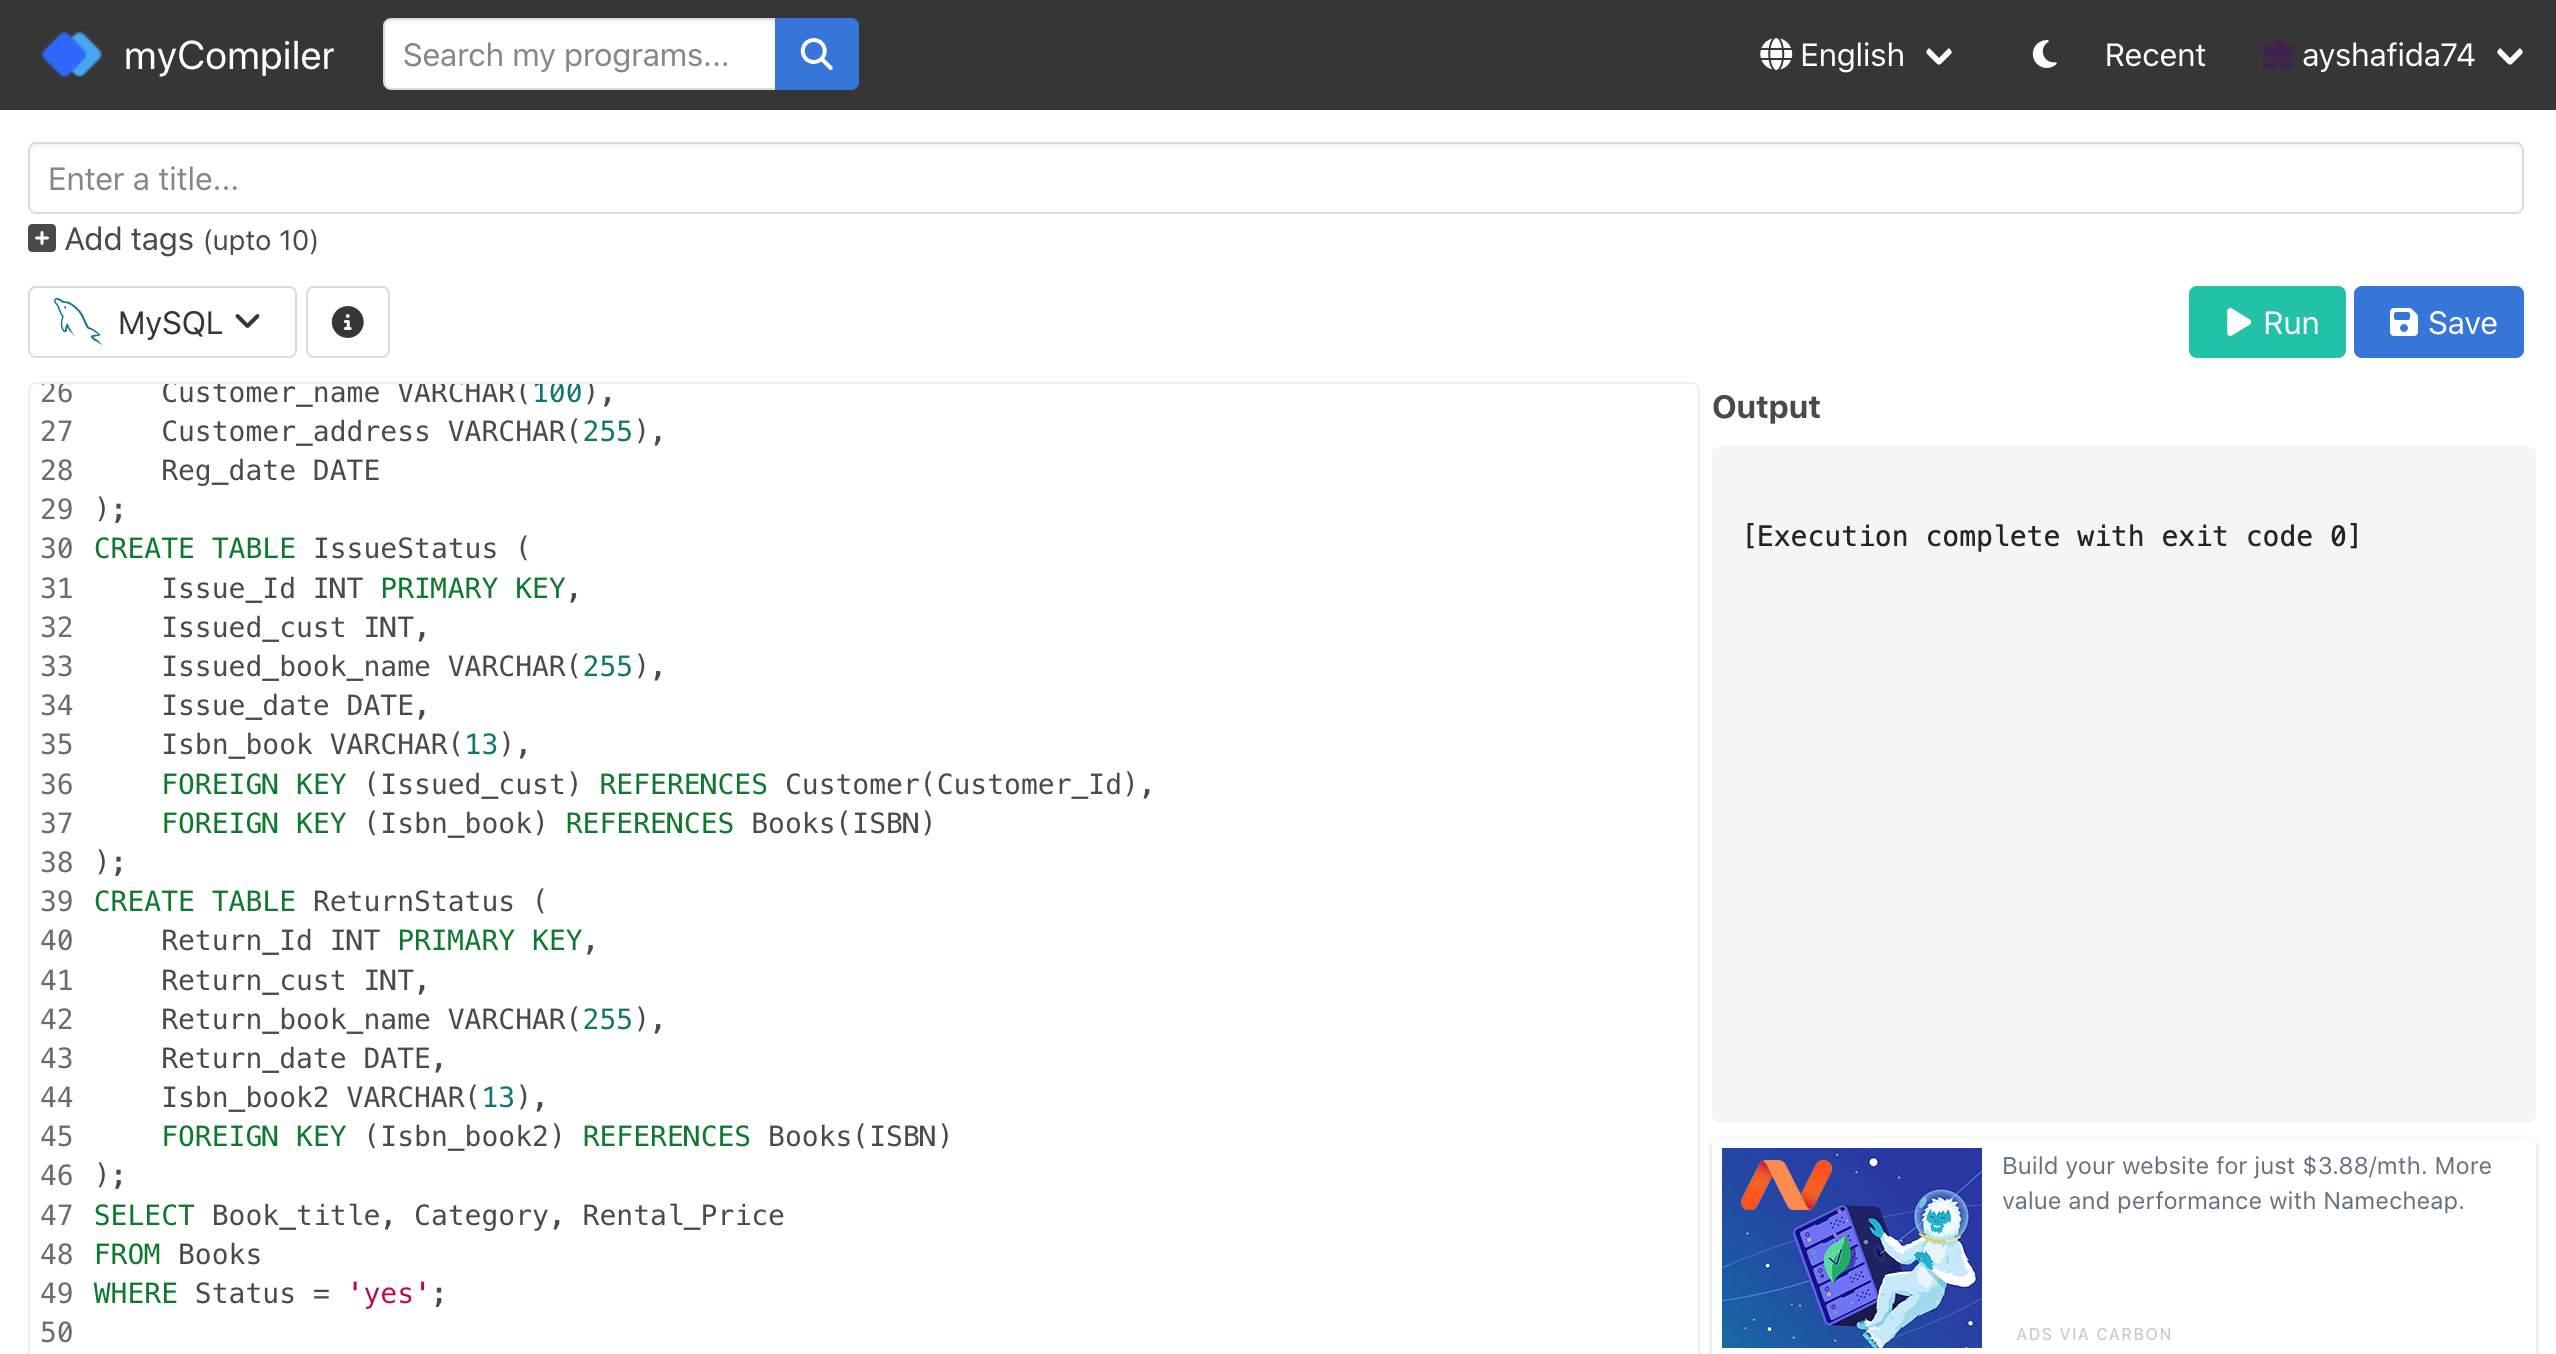 myCompiler
Search my programs...
English
Recent
ayshafida74
Enter a title...
Add tags (upto 10)
MySQL
Run
Save
26 Customer_name VARCHAR(100),
27 Customer_address VARCHAR(255),
28 Reg_date DATE
29 );
30 CREATE TABLE IssueStatus (
31 Issue_Id INT PRIMARY KEY,
32 Issued_cust INT,
33 Issued_book_name VARCHAR(255),
34 Issue_date DATE,
35 Isbn_book VARCHAR(13),
36 FOREIGN KEY (Issued_cust) REFERENCES Customer(Customer_Id),
37 FOREIGN KEY (Isbn_book) REFERENCES Books(ISBN)
38 );
39 CREATE TABLE ReturnStatus (
40 Return_Id INT PRIMARY KEY,
41 Return_cust INT,
42 Return_book_name VARCHAR(255),
43 Return_date DATE,
44 Isbn_book2 VARCHAR(13),
45 FOREIGN KEY (Isbn_book2) REFERENCES Books(ISBN)
46 );
47 SELECT Book_title, Category, Rental_Price
48 FROM Books
49 WHERE Status = 'yes';
50
Output
[Execution complete with exit code 0]
Build your website for just $3.88/mth. More
value and performance with Namecheap.
ADS VIA CARBON